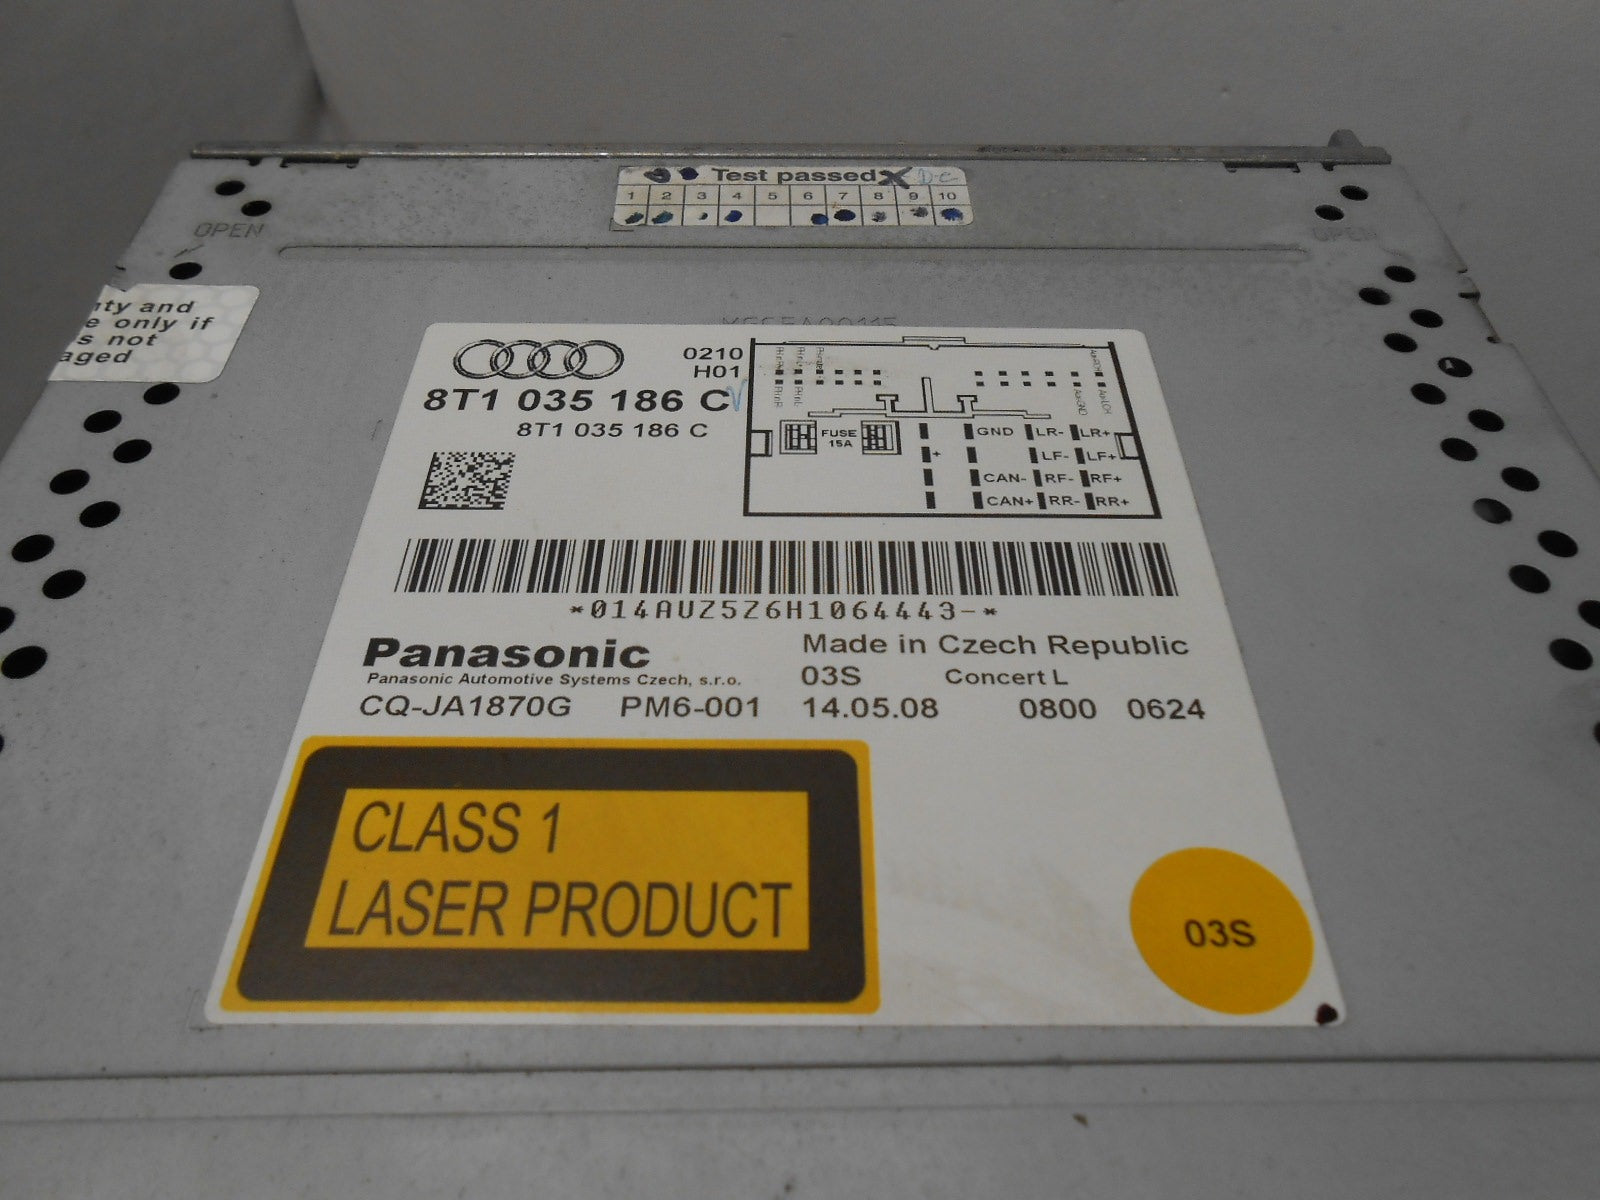 Test passed
1 2 3 4 5 6 7 8 9 10
OPEN
OPEN
and
e only if
s not
aged
0210
H01
8T1 035 186 C
8T1 035 186 C
FUSE
15A
GND LR- LR+
+ LF- LF+
CAN- RF- RF+
CAN+ RR- RR+
*014AUZ5Z6H1064443-*
Panasonic
Panasonic Automotive Systems Czech, s.r.o.
CQ-JA1870G PM6-001
Made in Czech Republic
03S Concert L
14.05.08 0800 0624
CLASS 1
LASER PRODUCT
03S